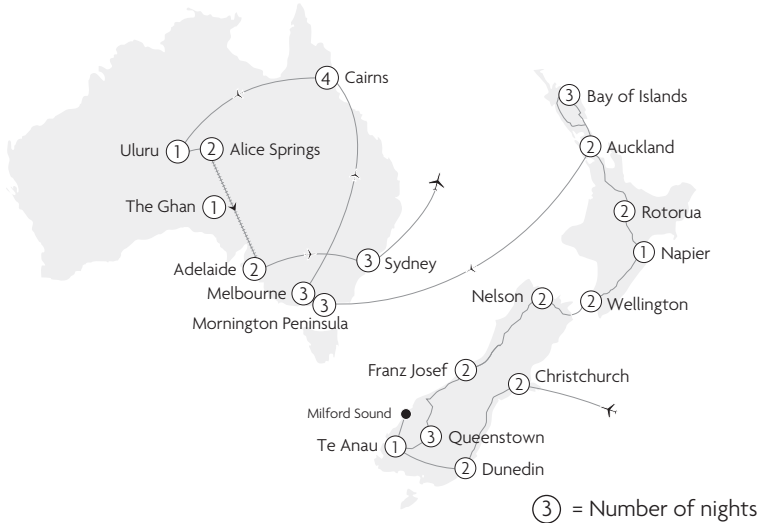 4 Cairns
3 Bay of Islands
Uluru 1
2 Alice Springs
2 Auckland
The Ghan 1
2 Rotorua
1 Napier
Adelaide 2
3 Sydney
Melbourne 3
3
Mornington Peninsula
Nelson 2
2 Wellington
Franz Josef 2
2 Christchurch
Milford Sound
Te Anau 1
3 Queenstown
2 Dunedin
3 = Number of nights